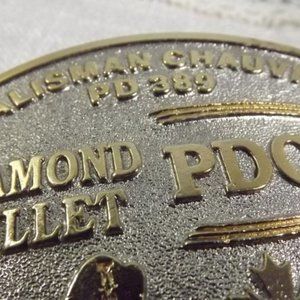 ALISMAN CHAUV
PD 389
AMOND
LLET
PDC